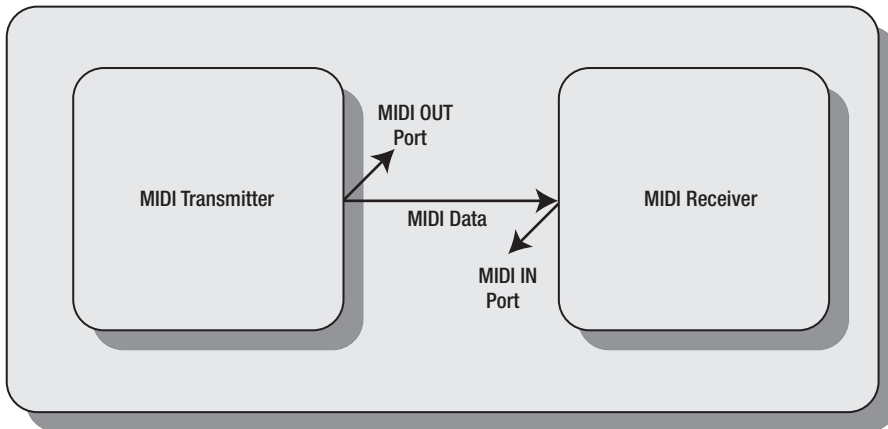 MIDI OUT
Port
MIDI Transmitter
MIDI Data
MIDI Receiver
MIDI IN
Port